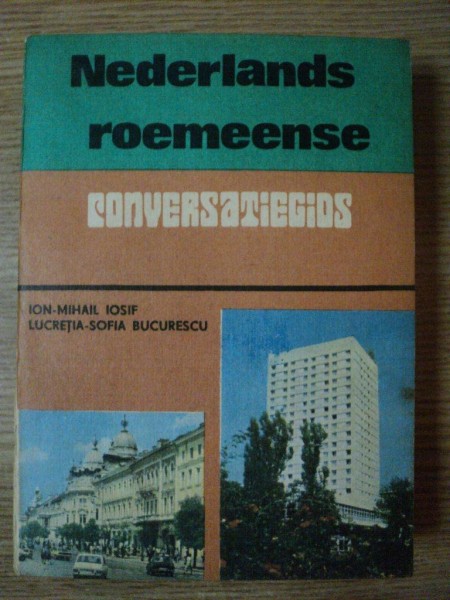 Nederlands
roemeense
CONVERSATIEGIDS
ION-MIHAIL IOSIF
LUCREȚIA-SOFIA BUCURESCU